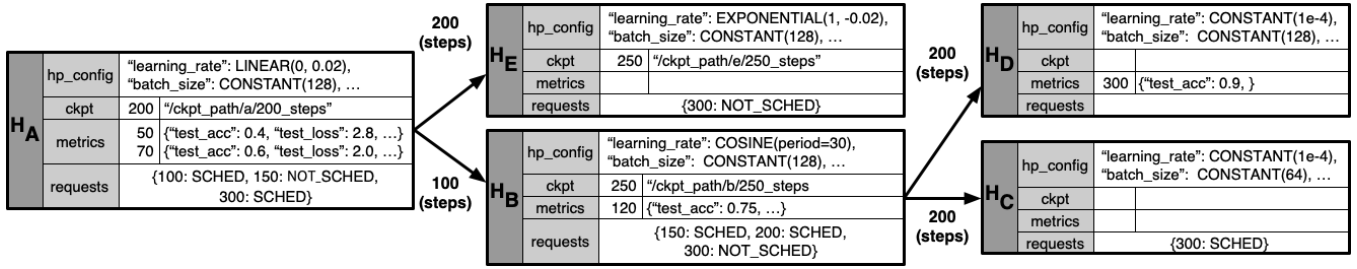 H_A
hp_config
"learning_rate": LINEAR(0, 0.02),
"batch_size": CONSTANT(128), …
ckpt
200 "/ckpt_path/a/200_steps"
metrics
50 {"test_acc": 0.4, "test_loss": 2.8, …}
70 {"test_acc": 0.6, "test_loss": 2.0, …}
requests
{100: SCHED, 150: NOT_SCHED,
300: SCHED}
200
(steps)
100
(steps)
H_E
hp_config
"learning_rate": EXPONENTIAL(1, -0.02),
"batch_size": CONSTANT(128), …
ckpt
250 "/ckpt_path/e/250_steps"
metrics
requests
{300: NOT_SCHED}
H_B
hp_config
"learning_rate": COSINE(period=30),
"batch_size": CONSTANT(128), …
ckpt
250 "/ckpt_path/b/250_steps
metrics
120 {"test_acc": 0.75, …}
requests
{150: SCHED, 200: SCHED,
300: NOT_SCHED}
200
(steps)
200
(steps)
H_D
hp_config
"learning_rate": CONSTANT(1e-4),
"batch_size": CONSTANT(128), …
ckpt
metrics
300 {"test_acc": 0.9, }
requests
H_C
hp_config
"learning_rate": CONSTANT(1e-4),
"batch_size": CONSTANT(64), …
ckpt
metrics
requests
{300: SCHED}